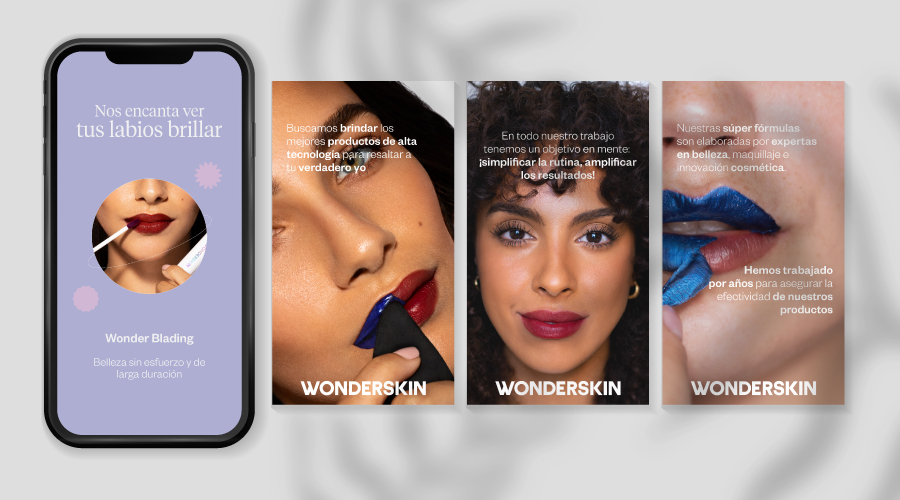 Nos encanta ver
tus labios brillar
Wonder Blading
Belleza sin esfuerzo y de
larga duración
Buscamos brindar los
mejores productos de alta
tecnología para resaltar a
tu verdadero yo
WONDERSKIN
En todo nuestro trabajo
tenemos un objetivo en mente:
¡simplificar la rutina, amplificar
los resultados!
WONDERSKIN
Nuestras súper fórmulas
son elaboradas por expertas
en belleza, maquillaje e
innovación cosmética.
Hemos trabajado
por años para asegurar la
efectividad de nuestros
productos
WONDERSKIN